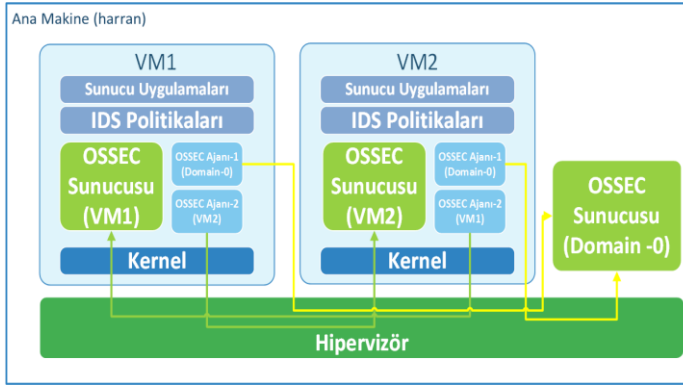 Ana Makine (harran)
VM1
Sunucu Uygulamaları
IDS Politikaları
OSSEC
Sunucusu
(VM1)
OSSEC Ajanı-1
(Domain-0)
OSSEC Ajanı-2
(VM2)
Kernel
VM2
Sunucu Uygulamaları
IDS Politikaları
OSSEC
Sunucusu
(VM2)
OSSEC Ajanı-1
(Domain-0)
OSSEC Ajanı-2
(VM1)
Kernel
OSSEC
Sunucusu
(Domain -0)
Hipervizör